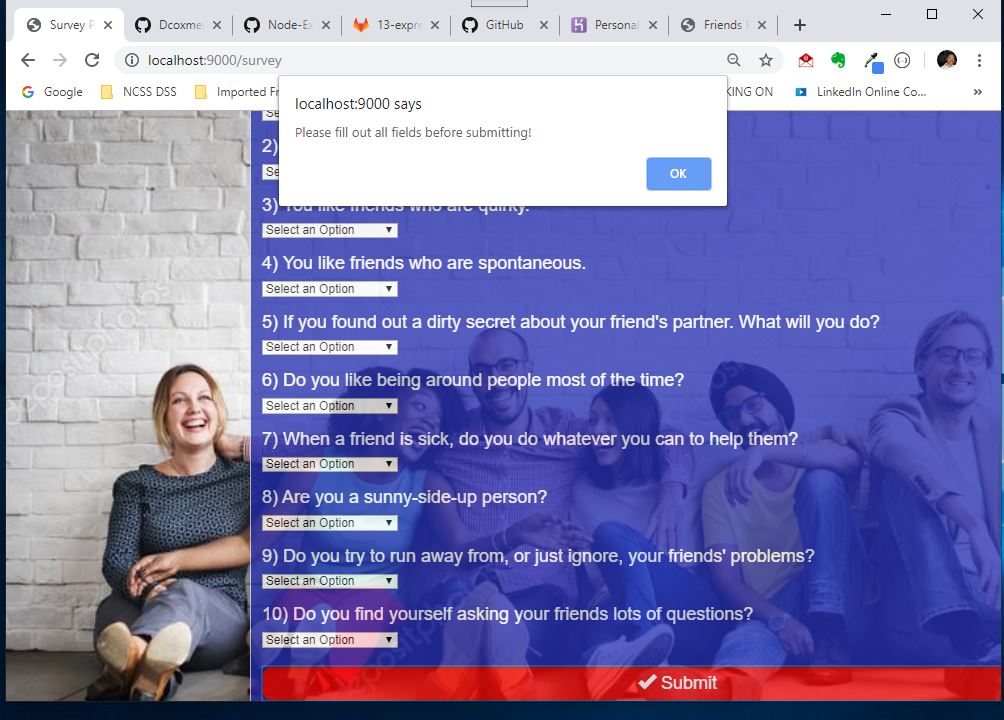 Survey P
Dcoxme
Node-Ex
13-expre
GitHub
Personal
Friends F
localhost:9000/survey
Google
NCSS DSS
Imported Fr
KING ON
LinkedIn Online Co...
localhost:9000 says
Please fill out all fields before submitting!
OK
Se
2)
Se
3) You like friends who are quirky.
Select an Option
4) You like friends who are spontaneous.
Select an Option
5) If you found out a dirty secret about your friend's partner. What will you do?
Select an Option
6) Do you like being around people most of the time?
Select an Option
7) When a friend is sick, do you do whatever you can to help them?
Select an Option
8) Are you a sunny-side-up person?
Select an Option
9) Do you try to run away from, or just ignore, your friends' problems?
Select an Option
10) Do you find yourself asking your friends lots of questions?
Select an Option
Submit